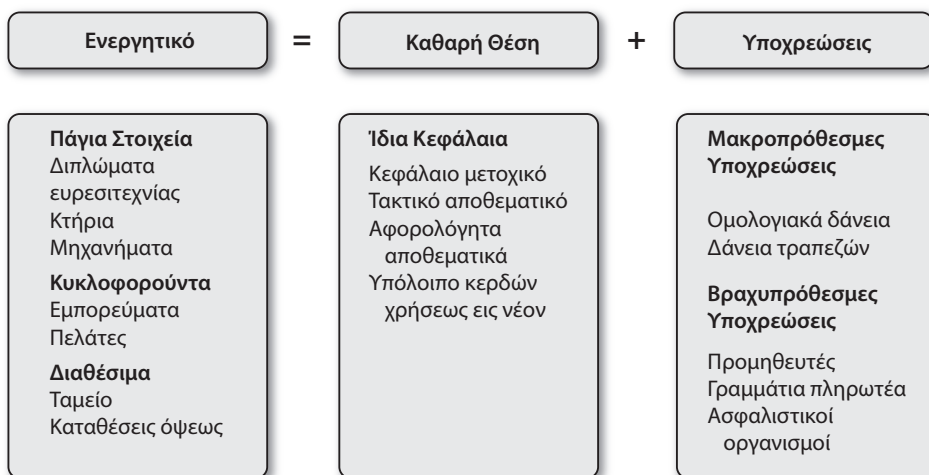 Ενεργητικό = Καθαρή Θέση + Υποχρεώσεις
Πάγια Στοιχεία
Διπλώματα
ευρεσιτεχνίας
Κτήρια
Μηχανήματα
Κυκλοφορούντα
Εμπορεύματα
Πελάτες
Διαθέσιμα
Ταμείο
Καταθέσεις όψεως
Ίδια Κεφάλαια
Κεφάλαιο μετοχικό
Τακτικό αποθεματικό
Αφορολόγητα
αποθεματικά
Υπόλοιπο κερδών
χρήσεως εις νέον
Μακροπρόθεσμες
Υποχρεώσεις
Ομολογιακά δάνεια
Δάνεια τραπεζών
Βραχυπρόθεσμες
Υποχρεώσεις
Προμηθευτές
Γραμμάτια πληρωτέα
Ασφαλιστικοί
οργανισμοί